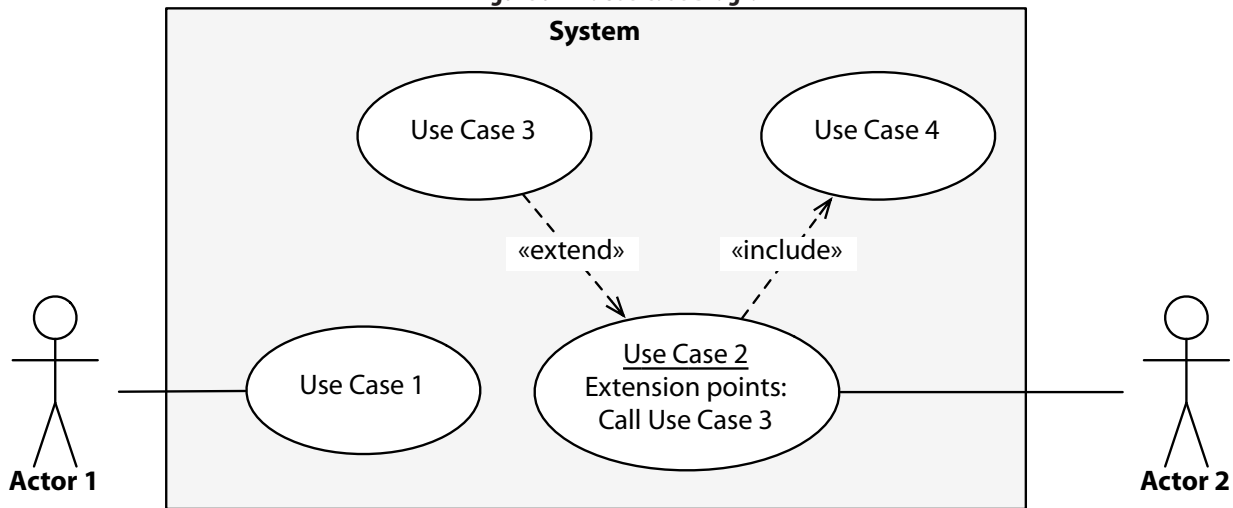 System
Use Case 3
Use Case 4
«extend»
«include»
Use Case 1
Use Case 2
Extension points:
Call Use Case 3
Actor 1
Actor 2